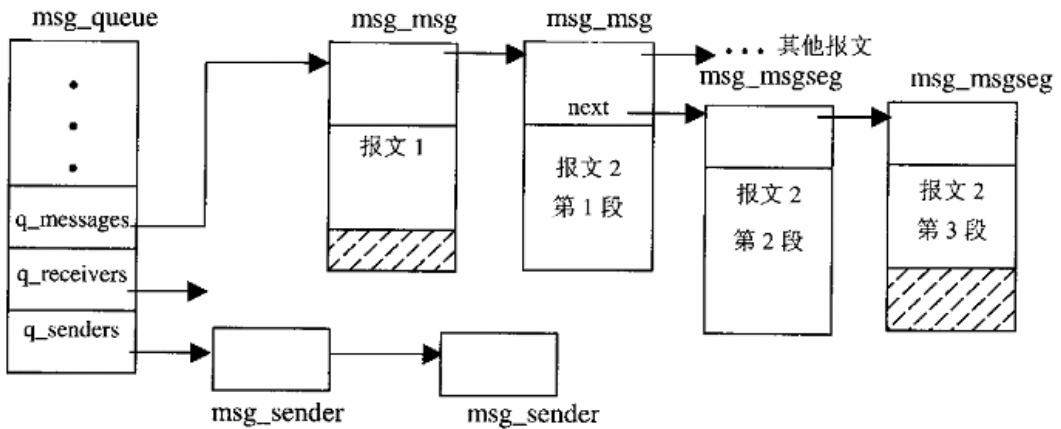 msg_queue
msg_msg
msg_msg
• • • 其他报文
msg_msgseg
msg_msgseg
next
报文 1
报文 2
第 1 段
报文 2
第 2 段
报文 2
第 3 段
q_messages
q_receivers
q_senders
msg_sender
msg_sender